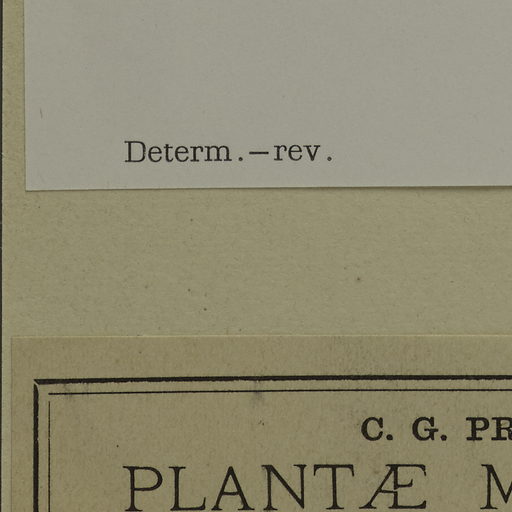 Determ.—rev.
C. G. PR
PLANTÆ M